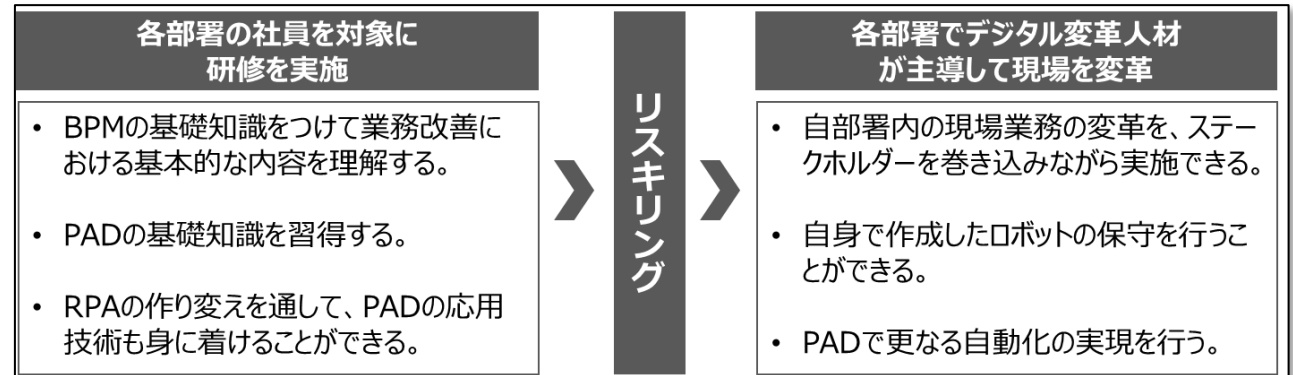 各部署の社員を対象に
研修を実施
• BPMの基礎知識をつけて業務改善に
おける基本的な内容を理解する。
• PADの基礎知識を習得する。
• RPAの作り変えを通して、PADの応用
技術も身に着けることができる。
リスキリング
各部署でデジタル変革人材
が主導して現場を変革
• 自部署内の現場業務の変革を、ステー
クホルダーを巻き込みながら実施できる。
• 自身で作成したロボットの保守を行うこ
とができる。
• PADで更なる自動化の実現を行う。